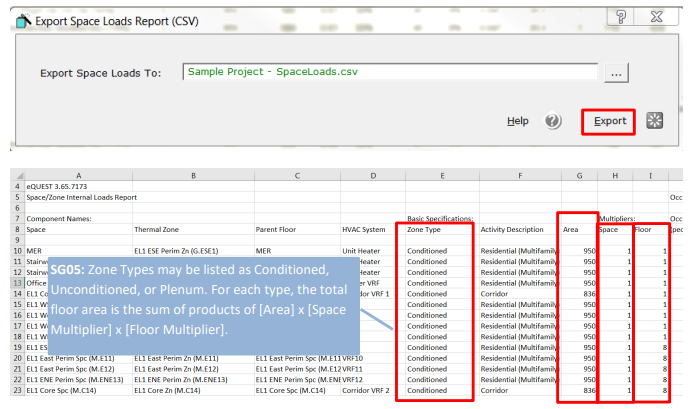 Export Space Loads Report (CSV)
Export Space Loads To: Sample Project - SpaceLoads.csv ...
Help Export
A B C D E F G H I
4 eQUEST 3.65.7173
5 Space/Zone Internal Loads Report Occ
6
7 Component Names: Basic Specifications: Multipliers: Occ
8 Space Thermal Zone Parent Floor HVAC System Zone Type Activity Description Area Space Floor
9
10 MER EL1 ESE Perim Zn (G.ESE1) MER Unit Heater Conditioned Residential (Multifamily 950 1 1
11 Stairw Heater Conditioned Residential (Multifamily 950 1 1
12 Stairw Heater Conditioned Residential (Multifamily 950 1 1
13 Office VRF Conditioned Residential (Multifamily 950 1 1
14 EL1 Co dor VRF 1 Conditioned Corridor 836 1 1
15 EL1 W Conditioned Residential (Multifamily 950 1 1
16 EL1 W Conditioned Residential (Multifamily 950 1 1
17 EL1 W Conditioned Residential (Multifamily 950 1 1
18 EL1 W Conditioned Residential (Multifamily 950 1 1
19 EL1 ES Conditioned Residential (Multifamily 950 1 8
SG05: Zone Types may be listed as Conditioned,
Unconditioned, or Plenum. For each type, the total
floor area is the sum of products of [Area] x [Space
Multiplier] x [Floor Multiplier].
20 EL1 East Perim Spc (M.E11) EL1 East Perim Zn (M.E11) EL1 East Perim Spc (M.E11 VRF10 Conditioned Residential (Multifamily 950 1 8
21 EL1 East Perim Spc (M.E12) EL1 East Perim Zn (M.E12) EL1 East Perim Spc (M.E12 VRF11 Conditioned Residential (Multifamily 950 1 8
22 EL1 ENE Perim Spc (M.ENE13) EL1 ENE Perim Zn (M.ENE13) EL1 ENE Perim Spc (M.ENE VRF12 Conditioned Residential (Multifamily 950 1 8
23 EL1 Core Spc (M.C14) EL1 Core Zn (M.C14) EL1 Core Spc (M.C14) Corridor VRF 2 Conditioned Corridor 836 1 8